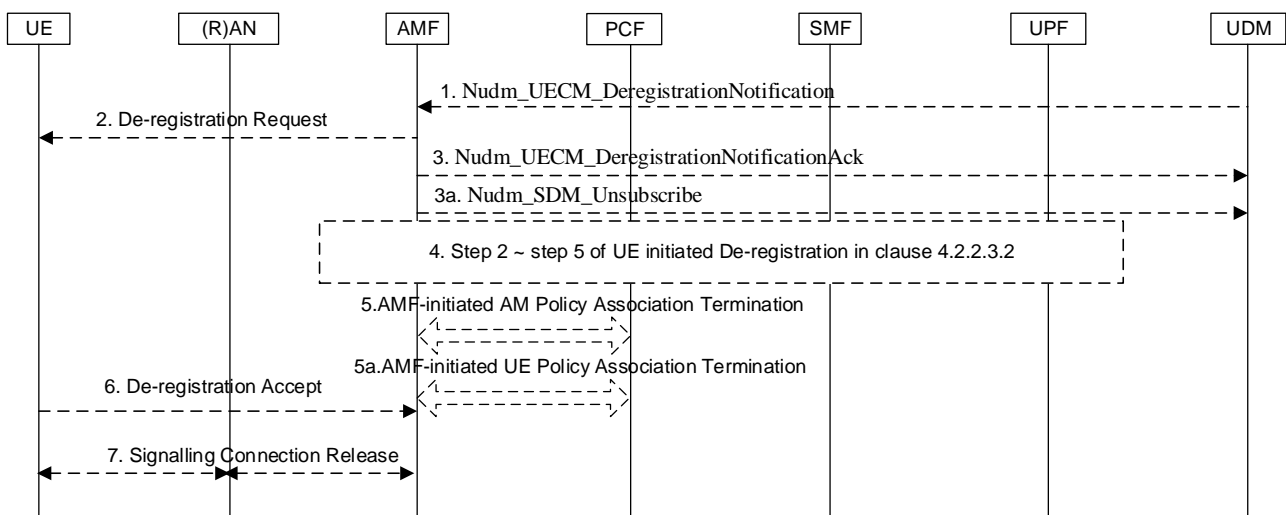 UE (R)AN AMF PCF SMF UPF UDM
1. Nudm_UECM_DeregistrationNotification
2. De-registration Request
3. Nudm_UECM_DeregistrationNotificationAck
3a. Nudm_SDM_Unsubscribe
4. Step 2 ~ step 5 of UE initiated De-registration in clause 4.2.2.3.2
5.AMF-initiated AM Policy Association Termination
5a.AMF-initiated UE Policy Association Termination
6. De-registration Accept
7. Signalling Connection Release